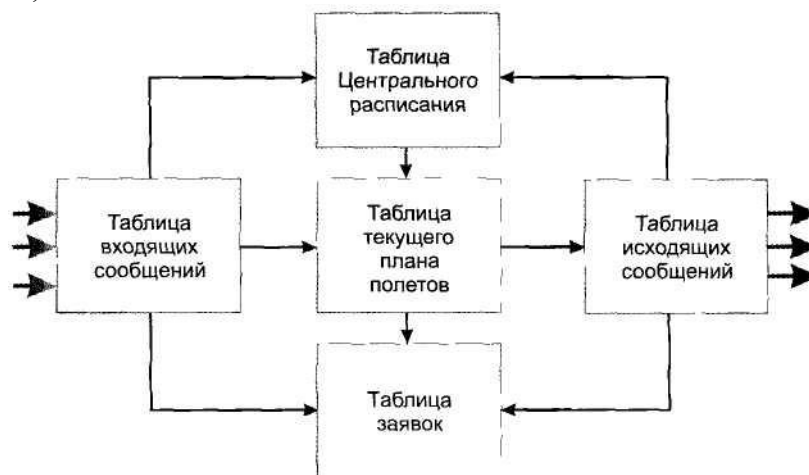 Таблица
Центрального
расписания
Таблица
входящих
сообщений
Таблица
текущего
плана
полетов
Таблица
исходящих
сообщений
Таблица
заявок